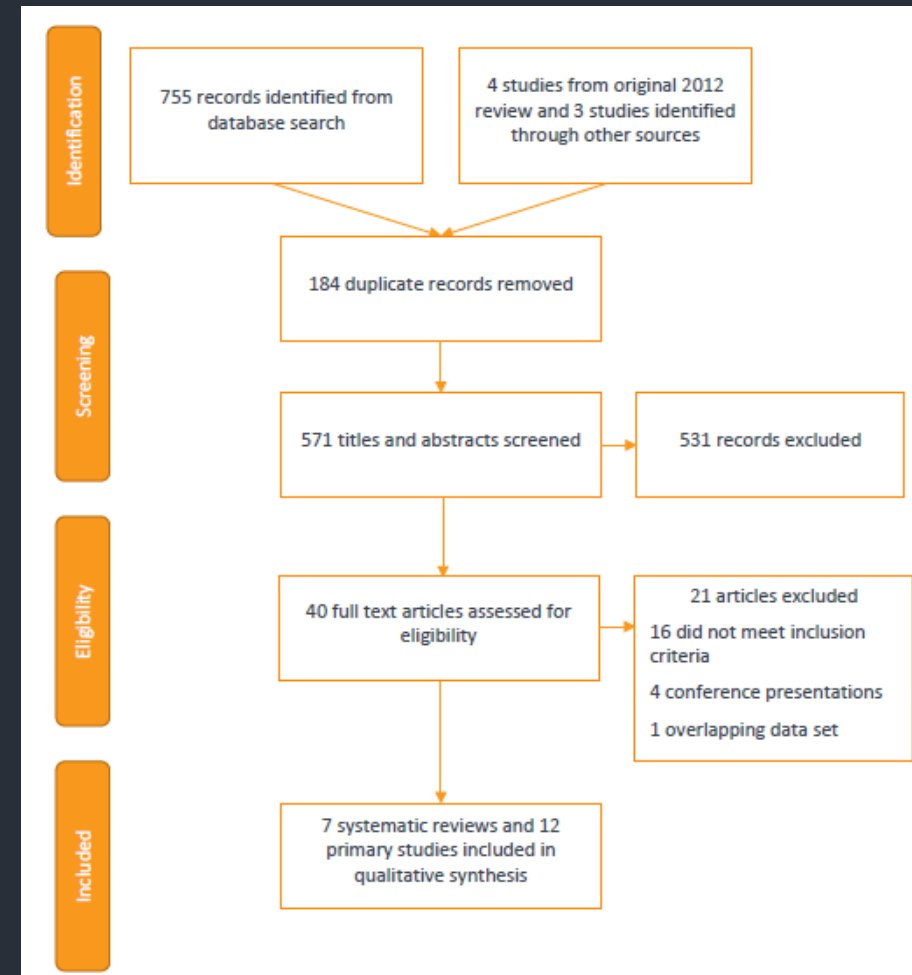 Identification
755 records identified from
database search
4 studies from original 2012
review and 3 studies identified
through other sources
184 duplicate records removed
Screening
571 titles and abstracts screened
531 records excluded
Eligibility
40 full text articles assessed for
eligibility
21 articles excluded
16 did not meet inclusion
criteria
4 conference presentations
1 overlapping data set
Included
7 systematic reviews and 12
primary studies included in
qualitative synthesis